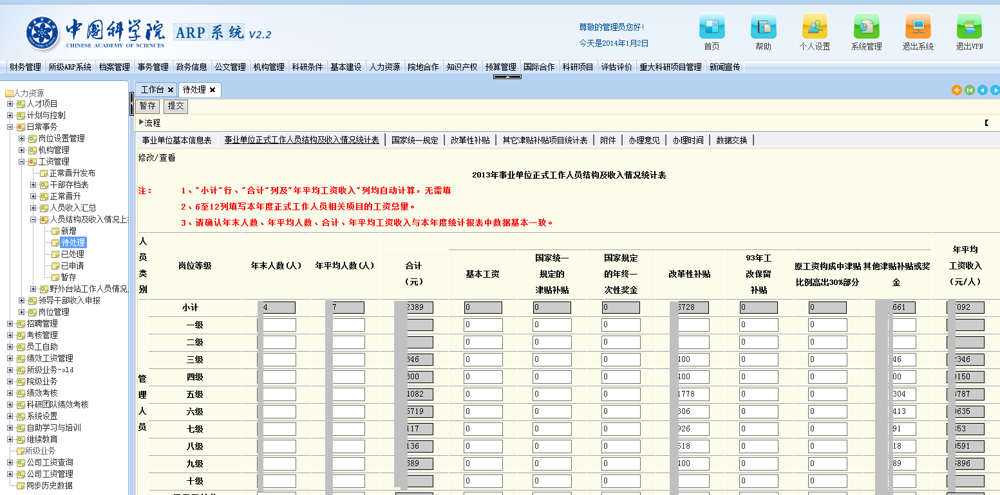 中国科学院 ARP系统 V2.2
CHINESE ACADEMY OF SCIENCES
尊敬的管理员您好!
今天是2014年1月2日
首页 帮助 个人设置 系统管理 退出系统 退出VPN
财务管理 所级ARP系统 档案管理 事务管理 政务信息 公文管理 机构管理 科研条件 基本建设 人力资源 院地合作 知识产权 预算管理 国际合作 科研项目 评估评价 重大科研项目管理 新闻宣传
人力资源
人才项目
计划与控制
日常事务
岗位设置管理
机构管理
工资管理
正常晋升发布
干部存档表
正常晋升
人员收入汇总
人员结构及收入情况上
新增
待处理
已处理
已申请
暂存
野外台站工作人员情况
领导干部收入申报
岗位管理
招聘管理
考核管理
员工自助
绩效工资管理
所级业务-old
院级业务
绩效考核
科研团队绩效考核
系统设置
自助学习与培训
继续教育
所级业务
公司工资查询
公司工资管理
同步历史数据
工作台 × 待处理 ×
暂存 提交
流程 【
事业单位基本信息表 事业单位正式工作人员结构及收入情况统计表 国家统一规定 改革性补贴 其它津贴补贴项目统计表 附件 办理意见 办理时间 数据交换
修改/查看
2013年事业单位正式工作人员结构及收入情况统计表
注： 1、"小计"行、"合计"列及"年平均工资收入"列均自动计算，无需填
2、6至12列填写本年度正式工作人员相关项目的工资总量。
3、请确认年末人数、年平均人数、合计、年平均工资收入与本年度统计报表中数据基本一致。
人员类别 岗位等级 年末人数(人) 年平均人数(人) 合计(元) 基本工资 国家统一规定的津贴补贴 国家规定的年终一次性奖金 改革性补贴 93年工改保留补贴 原工资构成中津贴比例高出30%部分 其他津贴补贴或奖金 年平均工资收入(元/人)
管理人员
小计 4 7 2389 0 0 0 6728 0 0 661 7092
一级 0 0 0 0 0
二级 0 0 0 0 0
三级 346 0 0 0 400 0 0 46 2346
四级 300 0 0 0 400 0 0 00 0150
五级 4082 0 0 0 1778 0 0 304 5787
六级 5719 0 0 0 306 0 0 413 0635
七级 117 0 0 0 926 0 0 91 353
八级 136 0 0 0 518 0 0 18 1591
九级 589 0 0 0 400 0 0 89 5896
十级 0 0 0 0 0